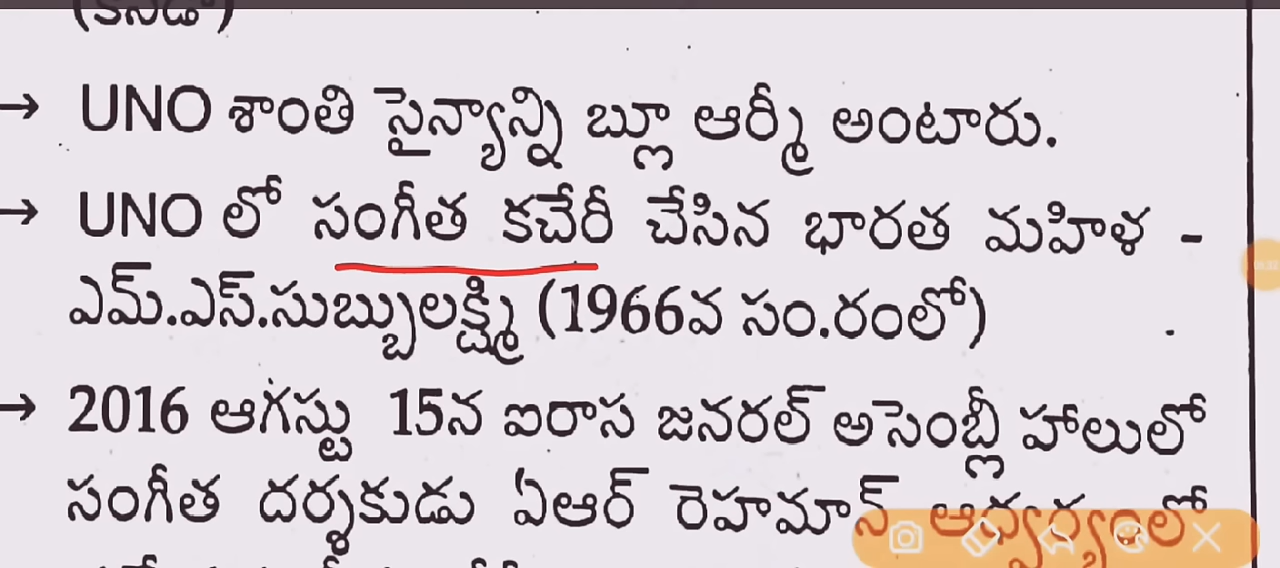 (కెనడా)
→ UNO శాంతి సైన్యాన్ని బ్లూ ఆర్మీ అంటారు.
→ UNO లో సంగీత కచేరీ చేసిన భారత మహిళ -
ఎమ్.ఎస్.సుబ్బులక్ష్మి (1966వ సం.రంలో)
→ 2016 ఆగస్టు 15న ఐరాస జనరల్ అసెంబ్లీ హాలులో
సంగీత దర్శకుడు ఏఆర్ రెహమాన్ ఆధ్వర్యంలో